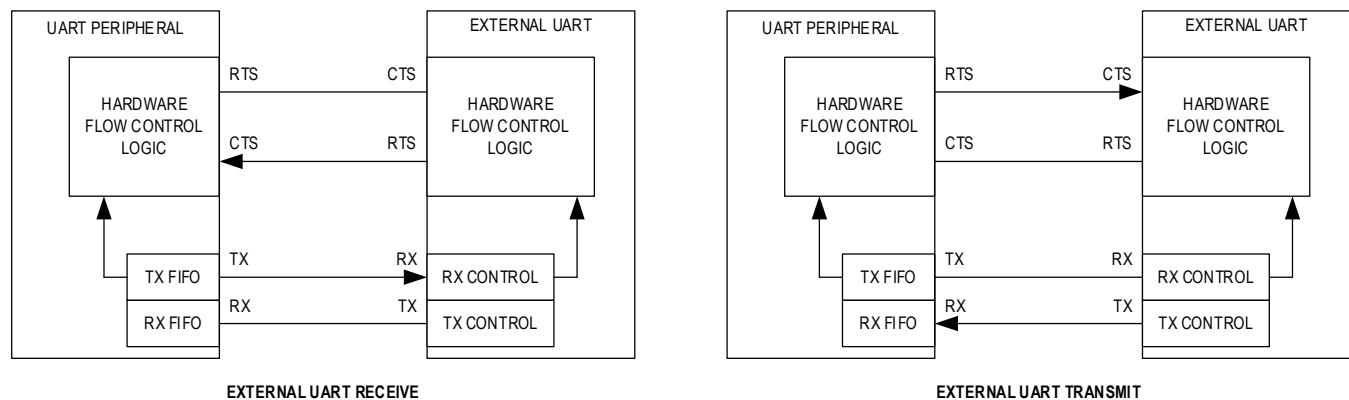 UART PERIPHERAL
EXTERNAL UART
HARDWARE
FLOW CONTROL
LOGIC
RTS
CTS
CTS
RTS
HARDWARE
FLOW CONTROL
LOGIC
TX FIFO
TX
RX
RX CONTROL
RX FIFO
RX
TX
TX CONTROL
EXTERNAL UART RECEIVE
UART PERIPHERAL
EXTERNAL UART
HARDWARE
FLOW CONTROL
LOGIC
RTS
CTS
CTS
RTS
HARDWARE
FLOW CONTROL
LOGIC
TX FIFO
TX
RX
RX CONTROL
RX FIFO
RX
TX
TX CONTROL
EXTERNAL UART TRANSMIT